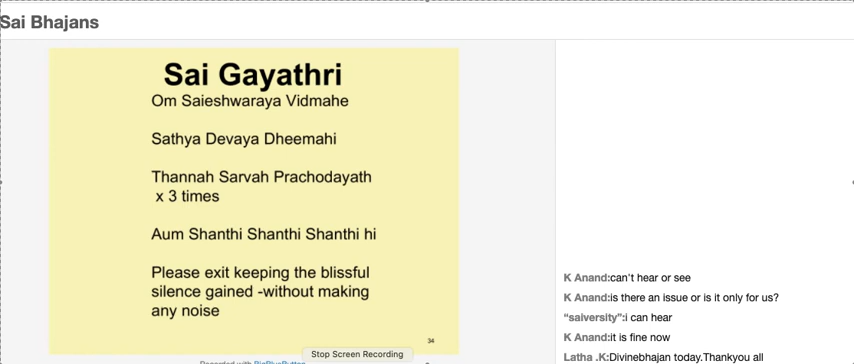 Sai Bhajans
Sai Gayathri
Om Saieshwaraya Vidmahe
Sathya Devaya Dheemahi
Thannah Sarvah Prachodayath
x 3 times
Aum Shanthi Shanthi Shanthi hi
Please exit keeping the blissful
silence gained -without making
any noise
34
Recorded with BigBlueButton
Stop Screen Recording
K Anand:can't hear or see
K Anand:is there an issue or is it only for us?
“saiversity”:i can hear
K Anand:it is fine now
Latha .K:Divinebhajan today.Thankyou all